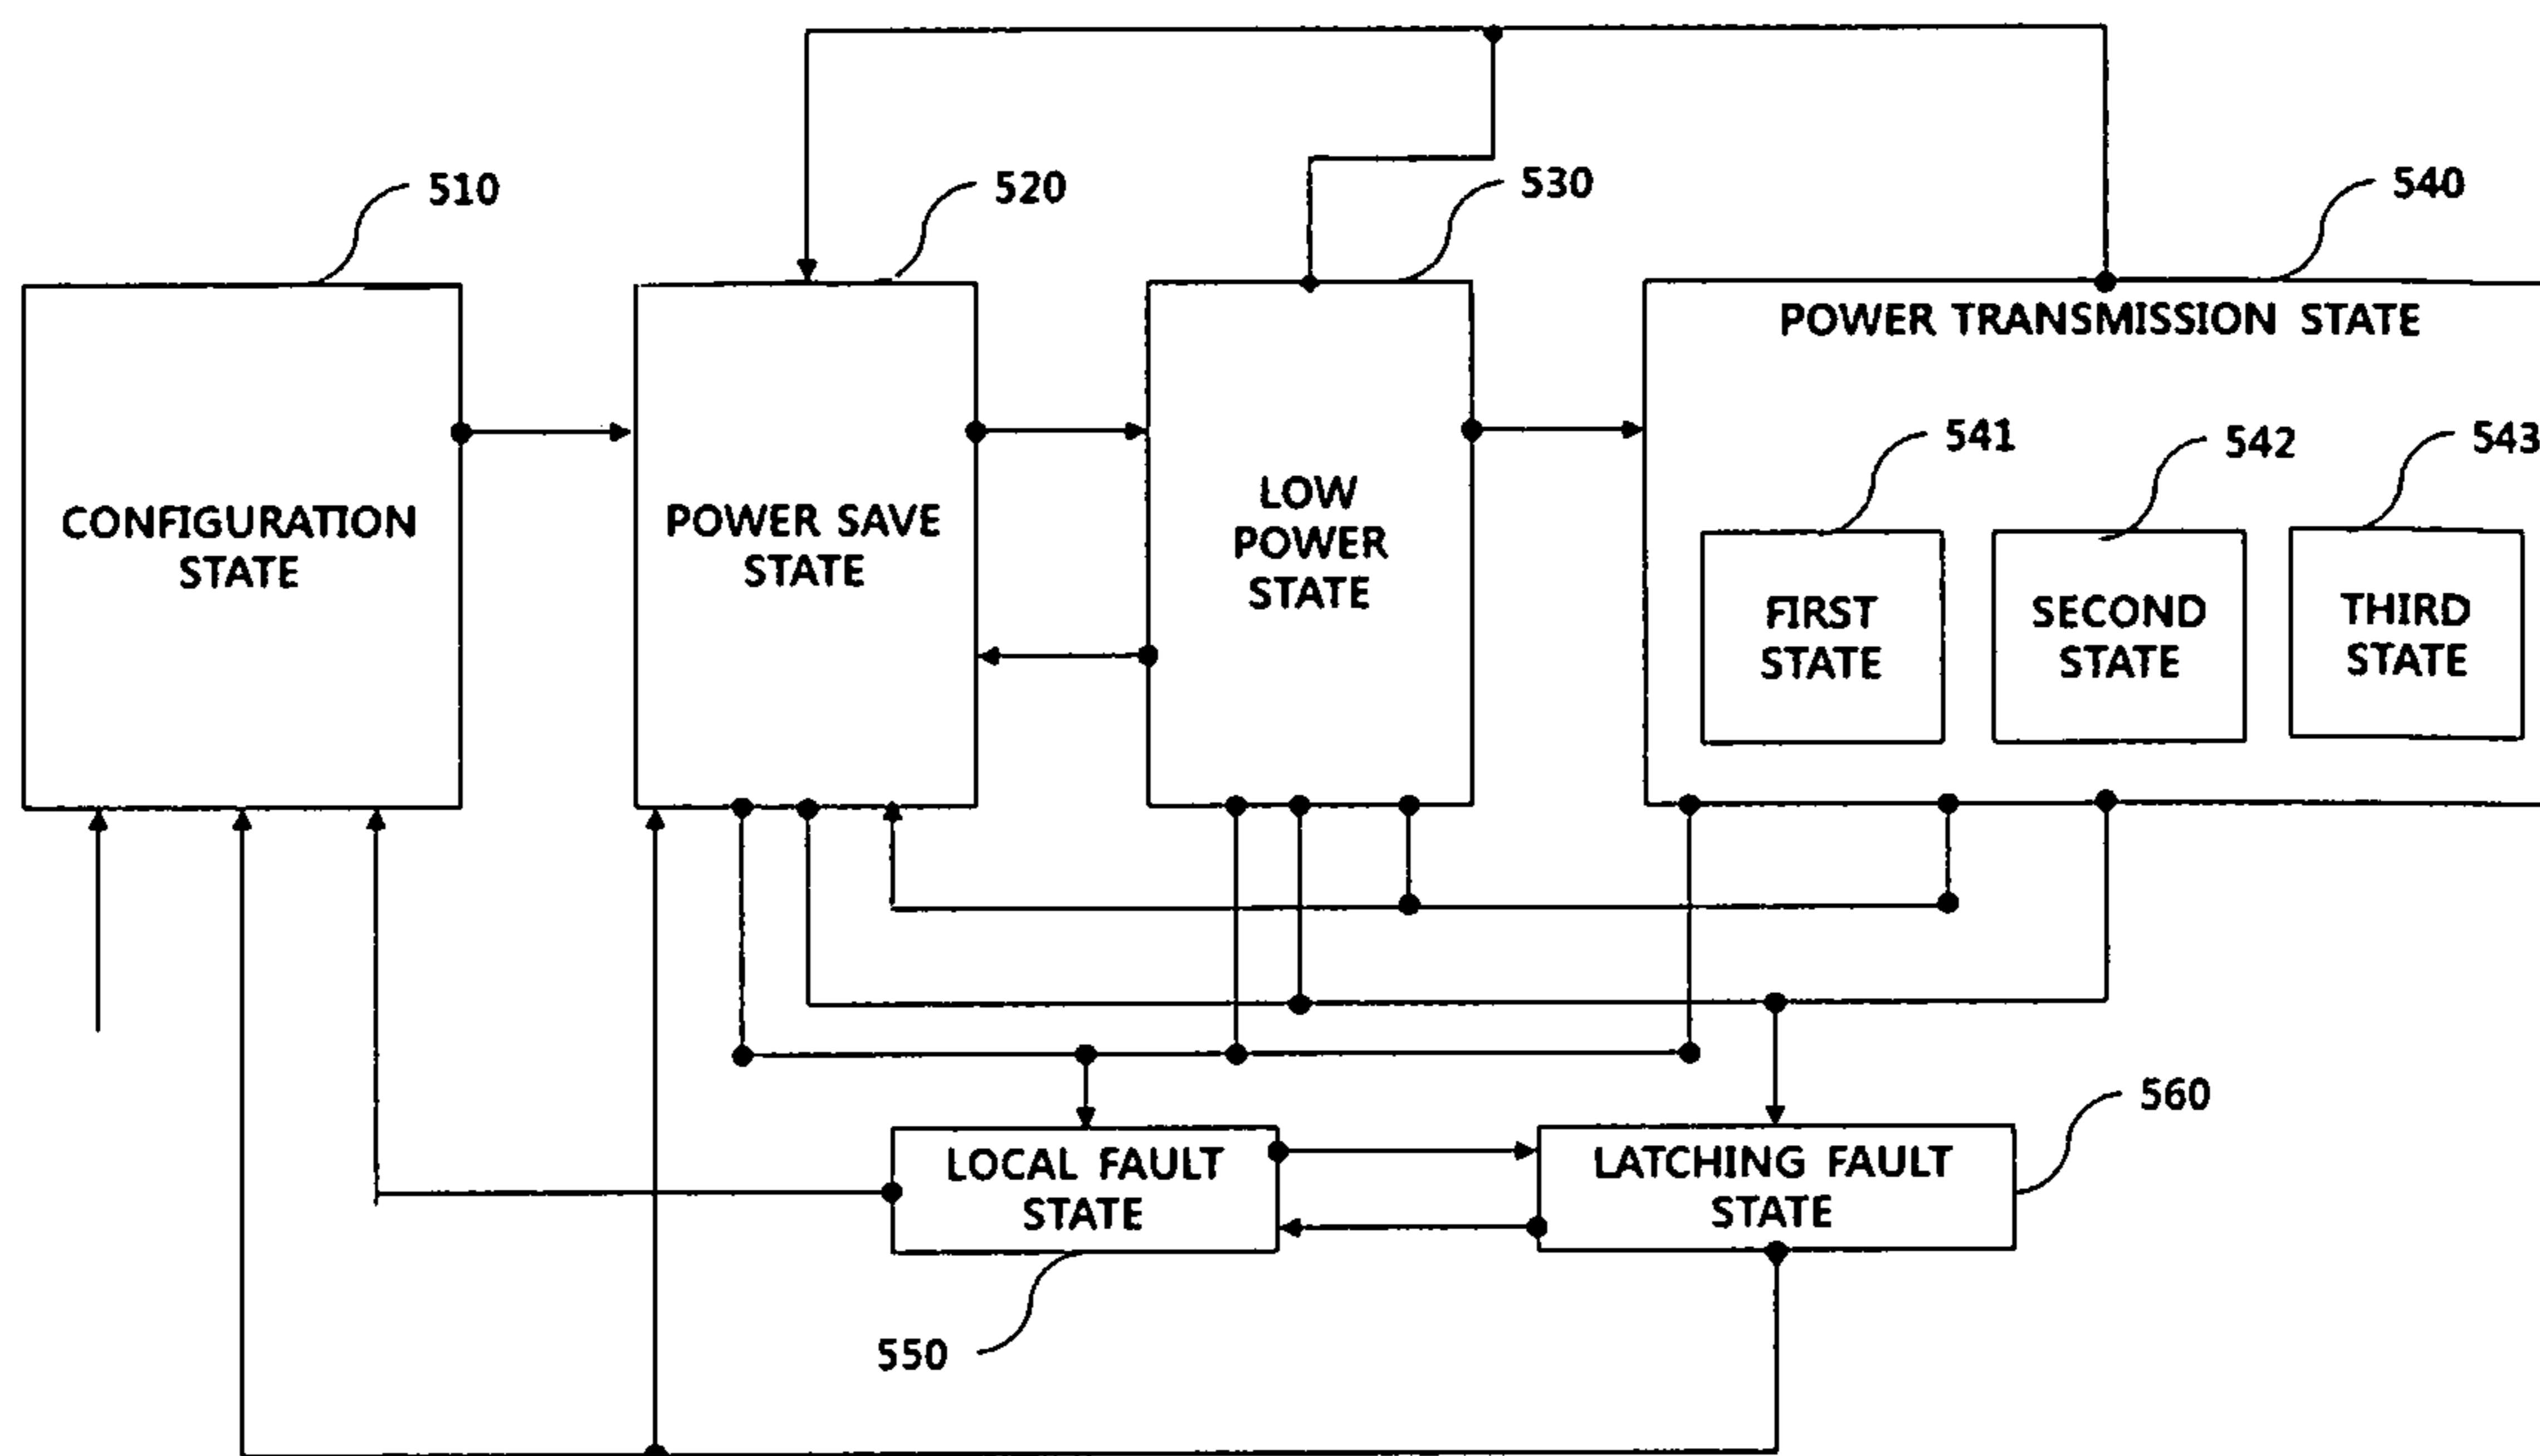 510
520
530
540
POWER TRANSMISSION STATE
541
542
543
CONFIGURATION
STATE
POWER SAVE
STATE
LOW
POWER
STATE
FIRST
STATE
SECOND
STATE
THIRD
STATE
560
LOCAL FAULT
STATE
LATCHING FAULT
STATE
550